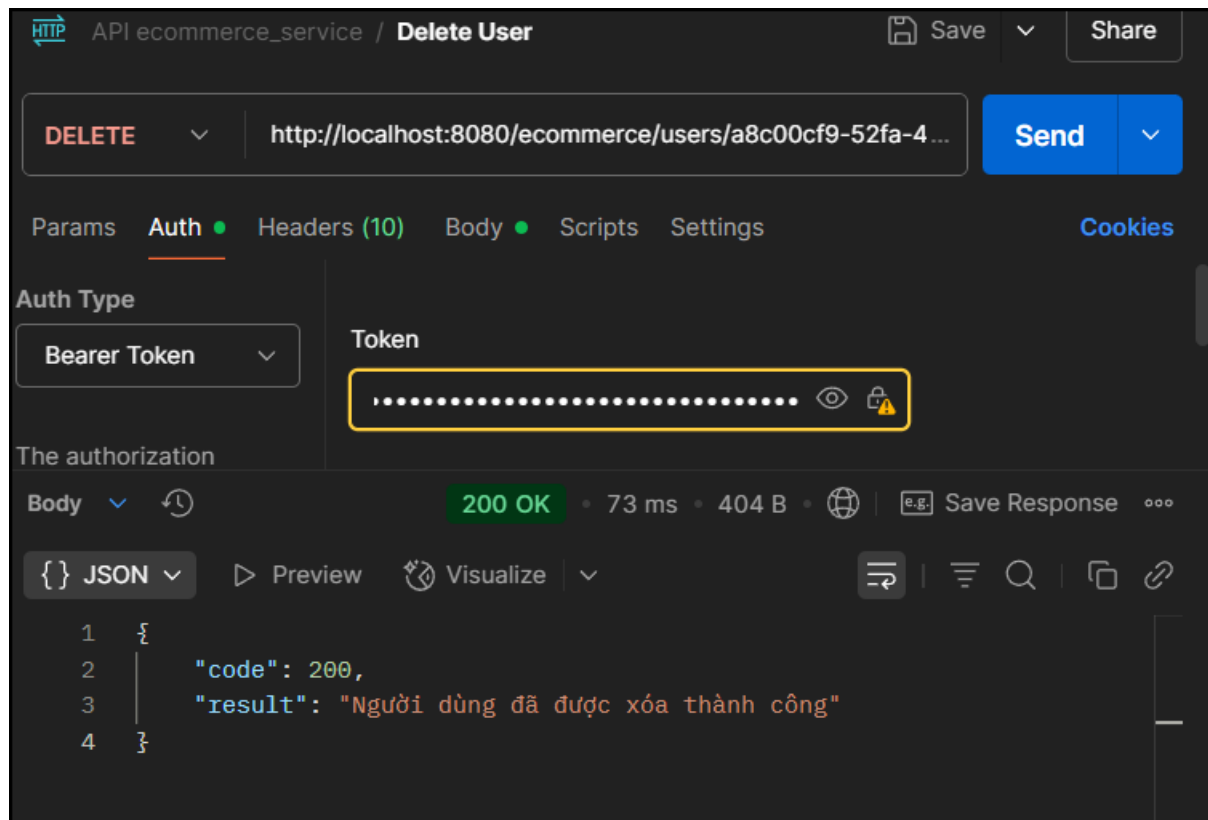 HTTP API ecommerce_service / Delete User Save Share
DELETE http://localhost:8080/ecommerce/users/a8c00cf9-52fa-4... Send
Params Auth Headers (10) Body Scripts Settings Cookies
Auth Type
Bearer Token
Token
The authorization
Body 200 OK • 73 ms • 404 B e.g. Save Response
{} JSON Preview Visualize
1 {
2 "code": 200,
3 "result": "Người dùng đã được xóa thành công"
4 }